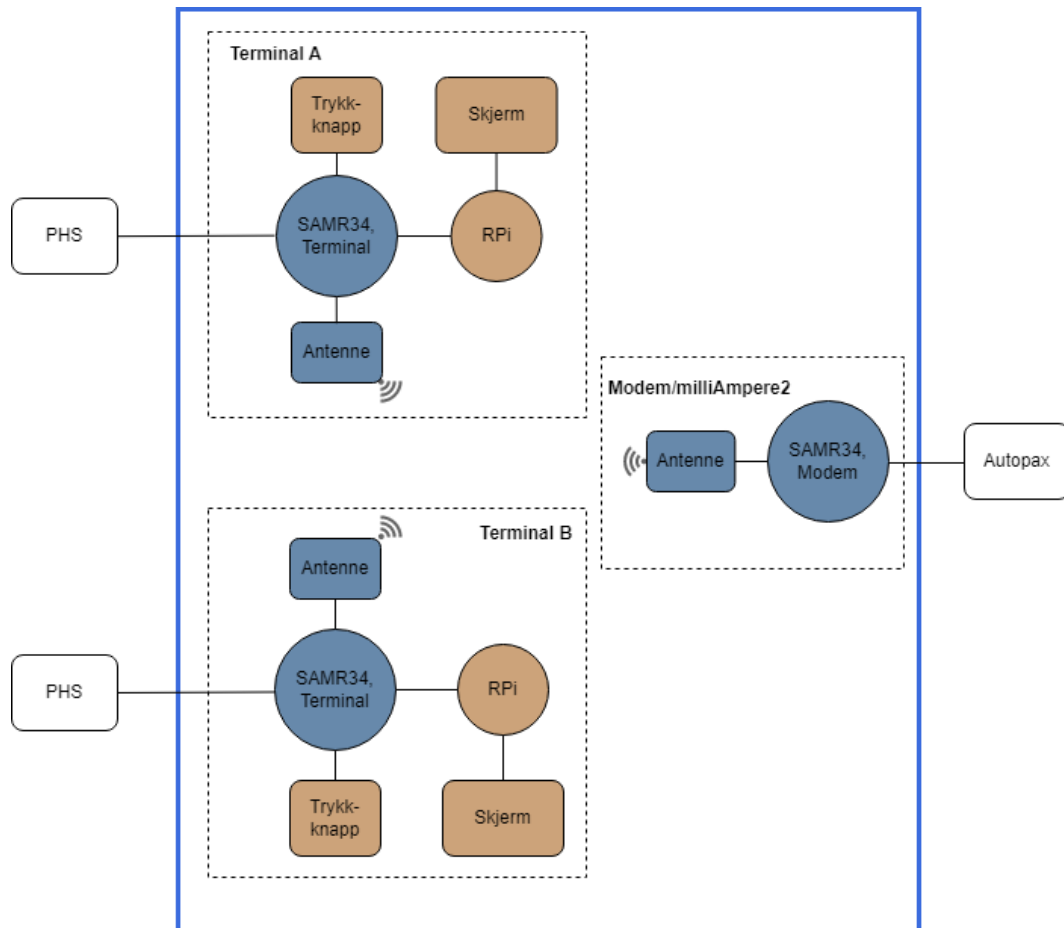 Terminal A
Trykk-
knapp
Skjerm
PHS
SAMR34,
Terminal
RPi
Antenne
Modem/milliAmpere2
Antenne
SAMR34,
Modem
Autopax
Terminal B
Antenne
PHS
SAMR34,
Terminal
RPi
Trykk-
knapp
Skjerm